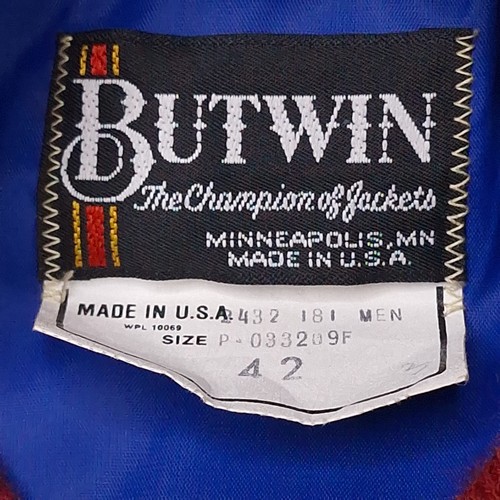 BUTWIN
The Champion of Jackets
MINNEAPOLIS, MN
MADE IN U.S.A.
MADE IN U.S.A. 2432 181 MEN
WPL 10069
SIZE P-033209F
42